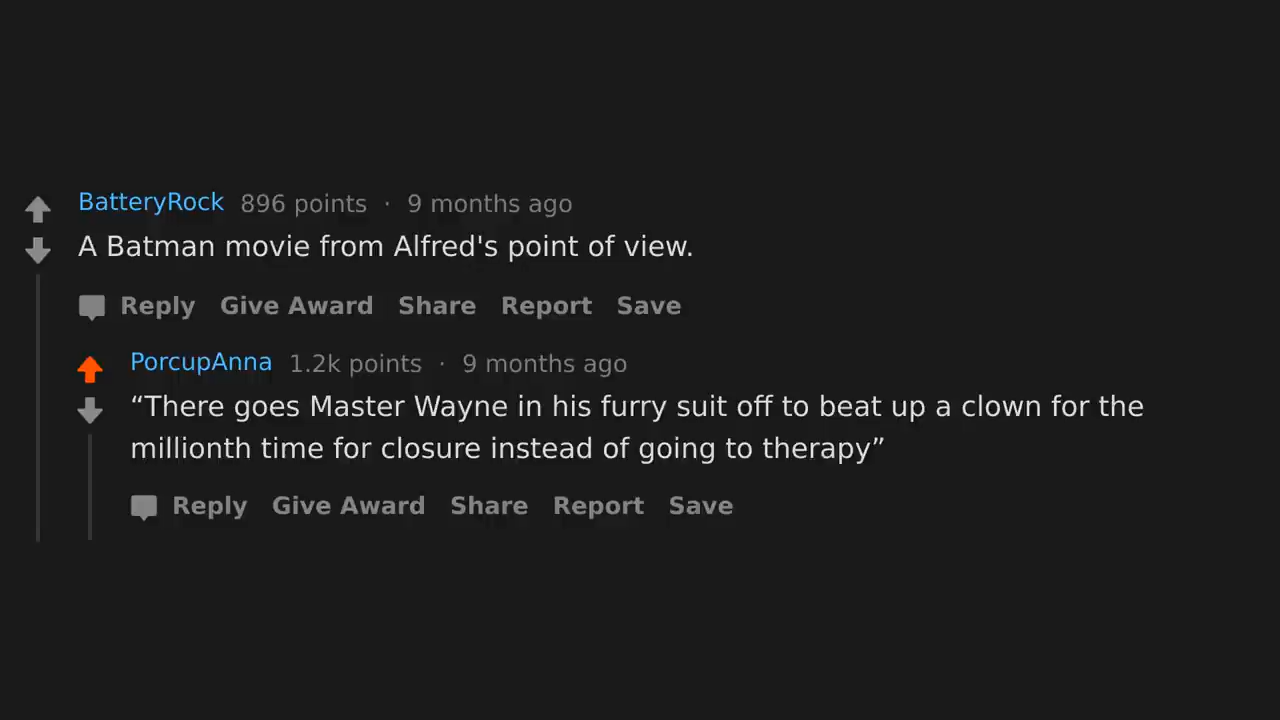 BatteryRock 896 points · 9 months ago
A Batman movie from Alfred's point of view.
Reply Give Award Share Report Save
PorcupAnna 1.2k points · 9 months ago
“There goes Master Wayne in his furry suit off to beat up a clown for the
millionth time for closure instead of going to therapy”
Reply Give Award Share Report Save